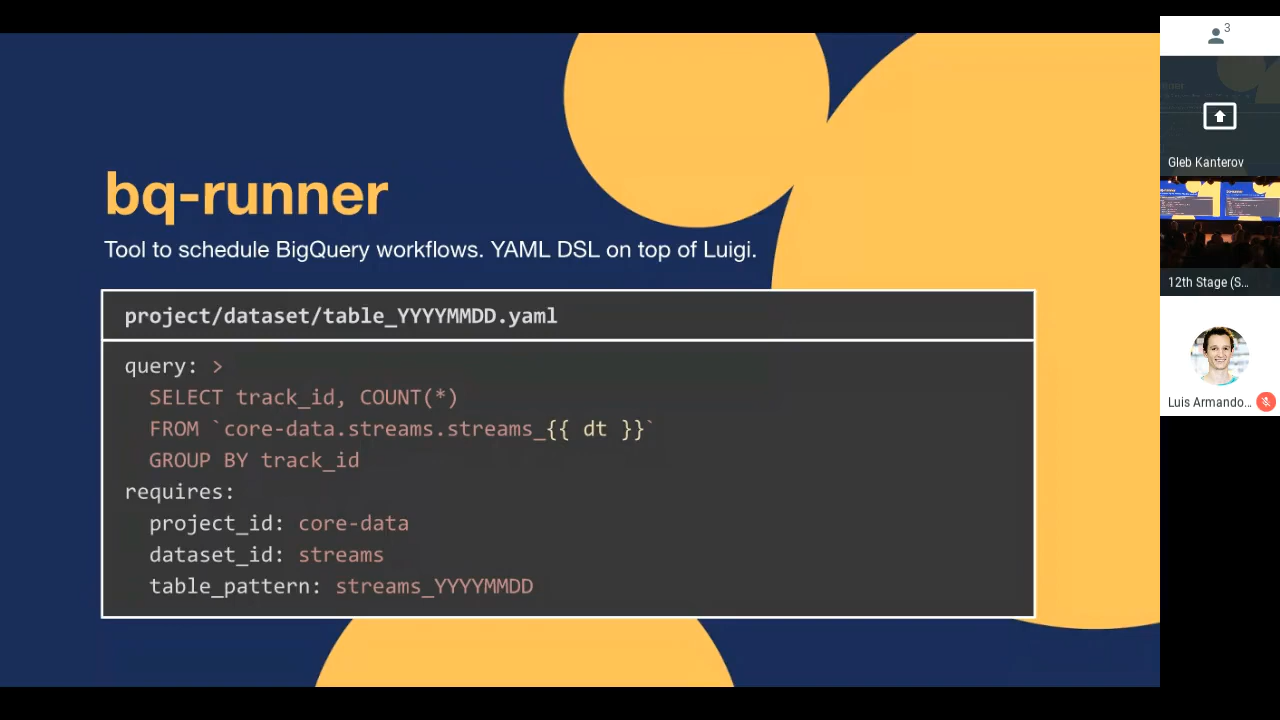 bq-runner
Tool to schedule BigQuery workflows. YAML DSL on top of Luigi.
project/dataset/table_YYYYMMDD.yaml
query: >
SELECT track_id, COUNT(*)
FROM `core-data.streams.streams_{{ dt }}`
GROUP BY track_id
requires:
project_id: core-data
dataset_id: streams
table_pattern: streams_YYYYMMDD
3
Gleb Kanterov
12th Stage (S...
Luis Armando...